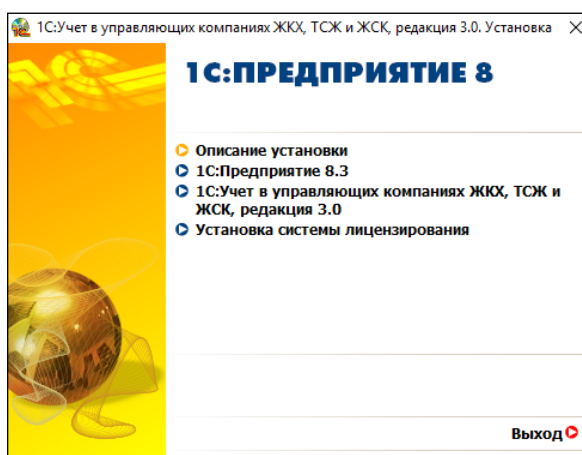 1С:Учет в управляющих компаниях ЖКХ, ТСЖ и ЖСК, редакция 3.0. Установка
1С:ПРЕДПРИЯТИЕ 8
Описание установки
1С:Предприятие 8.3
1С:Учет в управляющих компаниях ЖКХ, ТСЖ и
ЖСК, редакция 3.0
Установка системы лицензирования
Выход